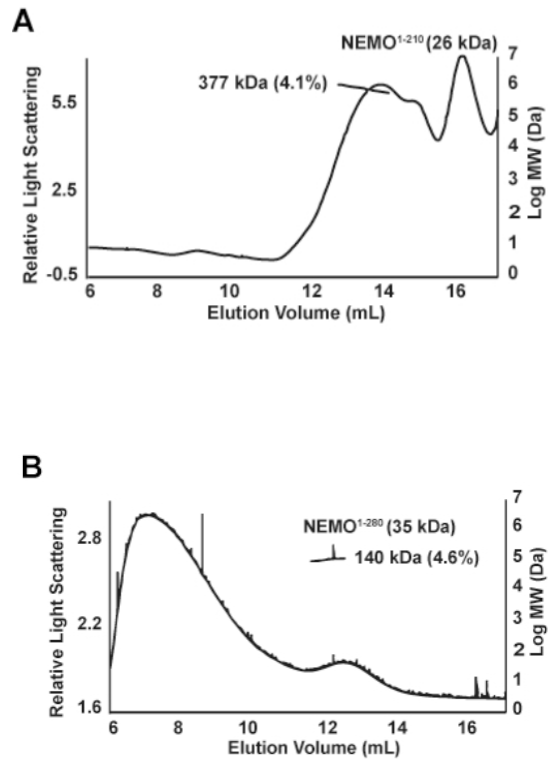 A
NEMO1-210 (26 kDa)
377 kDa (4.1%)
Relative Light Scattering
5.5
2.5
-0.5
7
6
5
4
3
2
1
0
Log MW (Da)
6 8 10 12 14 16
Elution Volume (mL)
B
NEMO1-280 (35 kDa)
140 kDa (4.6%)
Relative Light Scattering
2.8
2.2
1.6
7
6
5
4
3
2
1
0
Log MW (Da)
6 8 10 12 14 16
Elution Volume (mL)